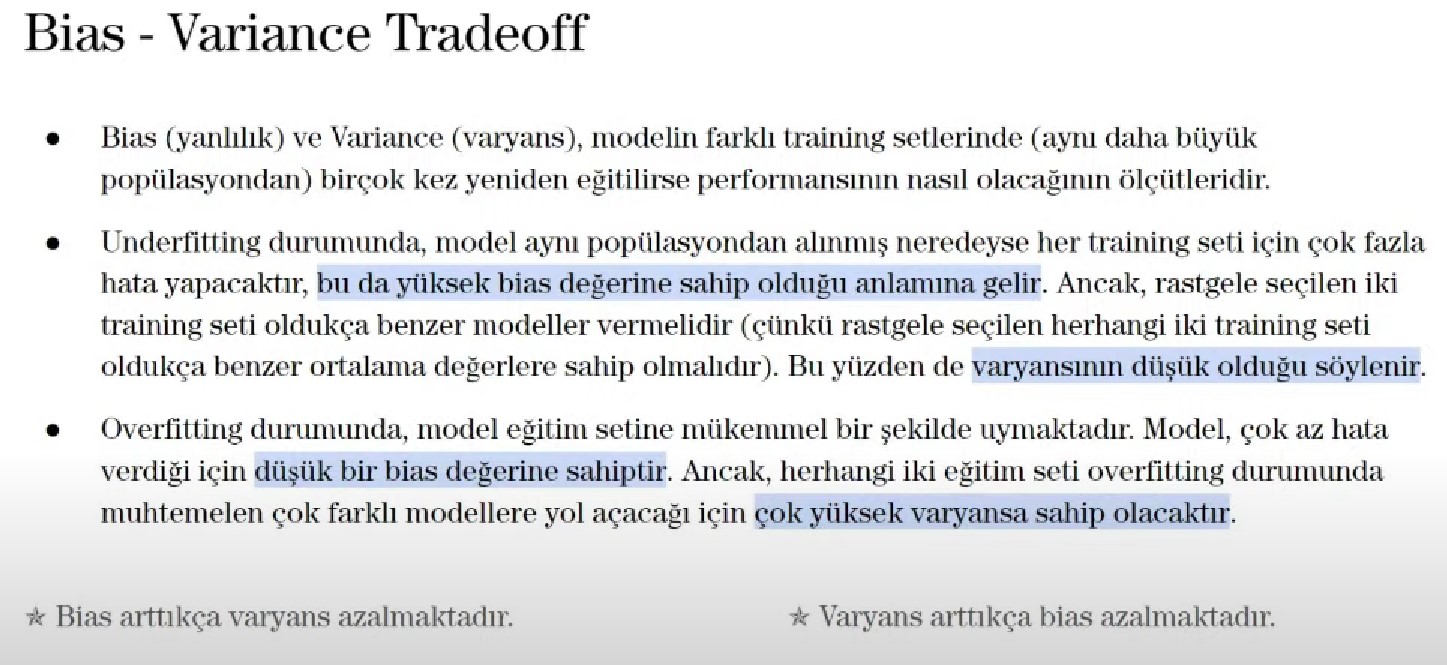 Bias - Variance Tradeoff
● Bias (yanlılık) ve Variance (varyans), modelin farklı training setlerinde (aynı daha büyük
popülasyondan) birçok kez yeniden eğitilirse performansının nasıl olacağının ölçütleridir.
● Underfitting durumunda, model aynı popülasyondan alınmış neredeyse her training seti için çok fazla
hata yapacaktır, bu da yüksek bias değerine sahip olduğu anlamına gelir. Ancak, rastgele seçilen iki
training seti oldukça benzer modeller vermelidir (çünkü rastgele seçilen herhangi iki training seti
oldukça benzer ortalama değerlere sahip olmalıdır). Bu yüzden de varyansının düşük olduğu söylenir.
● Overfitting durumunda, model eğitim setine mükemmel bir şekilde uymaktadır. Model, çok az hata
verdiği için düşük bir bias değerine sahiptir. Ancak, herhangi iki eğitim seti overfitting durumunda
muhtemelen çok farklı modellere yol açacağı için çok yüksek varyansa sahip olacaktır.
✯ Bias arttıkça varyans azalmaktadır.
✯ Varyans arttıkça bias azalmaktadır.